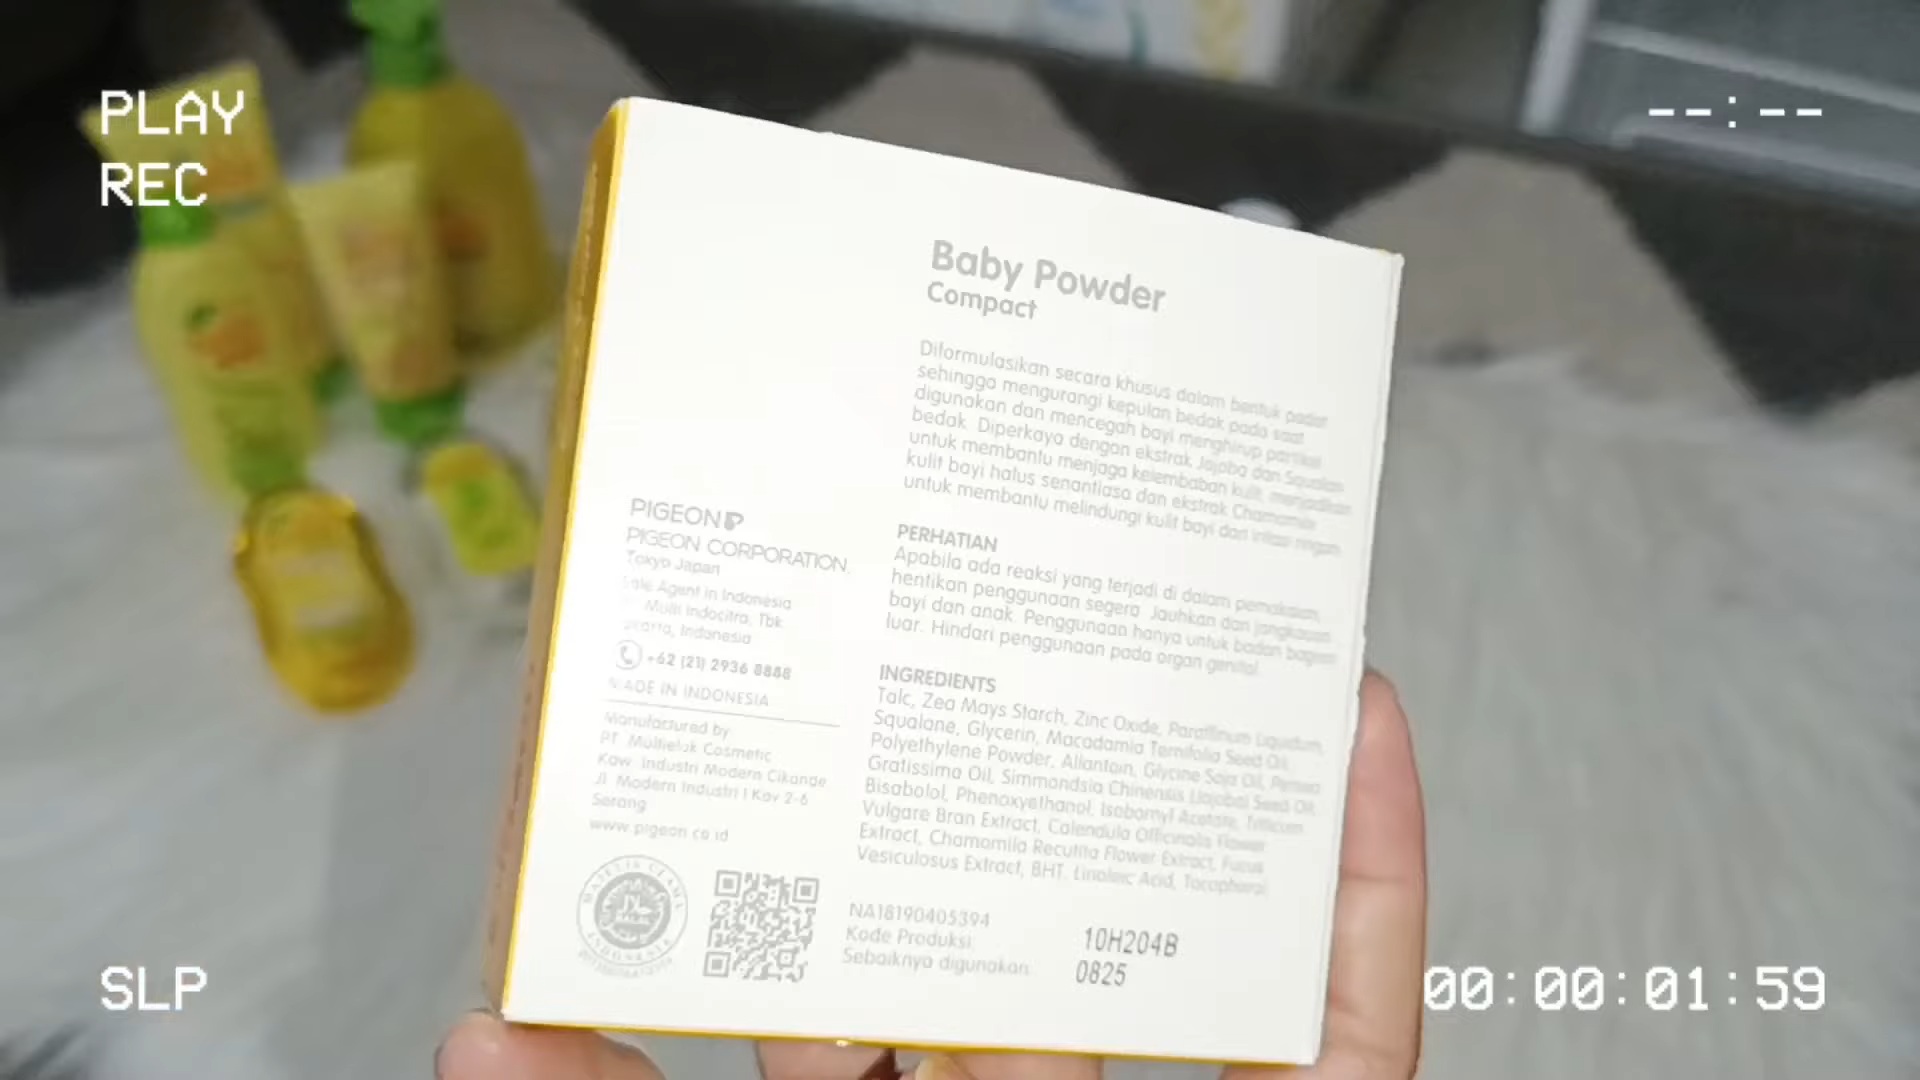 PLAY
REC
--:--
Baby Powder
Compact
Diformulasikan secara khusus dalam bentuk padat
sehingga mengurangi kepulan bedak pada saat
digunakan dan mencegah bayi menghirup partikel
bedak. Diperkaya dengan ekstrak Jojoba dan Squalan
untuk membantu menjaga kelembaban kulit, menjadikan
kulit bayi halus senantiasa dan ekstrak Chamomile
untuk membantu melindungi kulit bayi dari iritasi ringan.
PERHATIAN
Apabila ada reaksi yang terjadi di dalam pemakaian,
hentikan penggunaan segera. Jauhkan dari jangkauan
bayi dan anak. Penggunaan hanya untuk badan bagian
luar. Hindari penggunaan pada organ genital.
INGREDIENTS
Talc, Zea Mays Starch, Zinc Oxide, Paraffinum Liquidum,
Squalane, Glycerin, Macadamia Ternifolia Seed Oil,
Polyethylene Powder, Allantoin, Glycine Soja Oil, Persea
Gratissima Oil, Simmondsia Chinensis (Jojoba) Seed Oil,
Bisabolol, Phenoxyethanol, Isobornyl Acetate, Triticum
Vulgare Bran Extract, Calendula Officinalis Flower
Extract, Chamomila Recutita Flower Extract, Fucus
Vesiculosus Extract, BHT, Linoleic Acid, Tocopherol
PIGEON
PIGEON CORPORATION.
Tokyo Japan
Sole Agent in Indonesia
Multi Indocitra, Tbk
Jakarta, Indonesia
+62 (21) 2936 8888
MADE IN INDONESIA
Manufactured by:
PT. Multielok Cosmetic
Kaw. Industri Modern Cikande
Jl. Modern Industri I Kav 2-6
Serang
www.pigeon.co.id
MAJELIS ULAMA
INDONESIA
NA18190405394
Kode Produksi: 10H204B
Sebaiknya digunakan: 0825
SLP
00:00:01:59